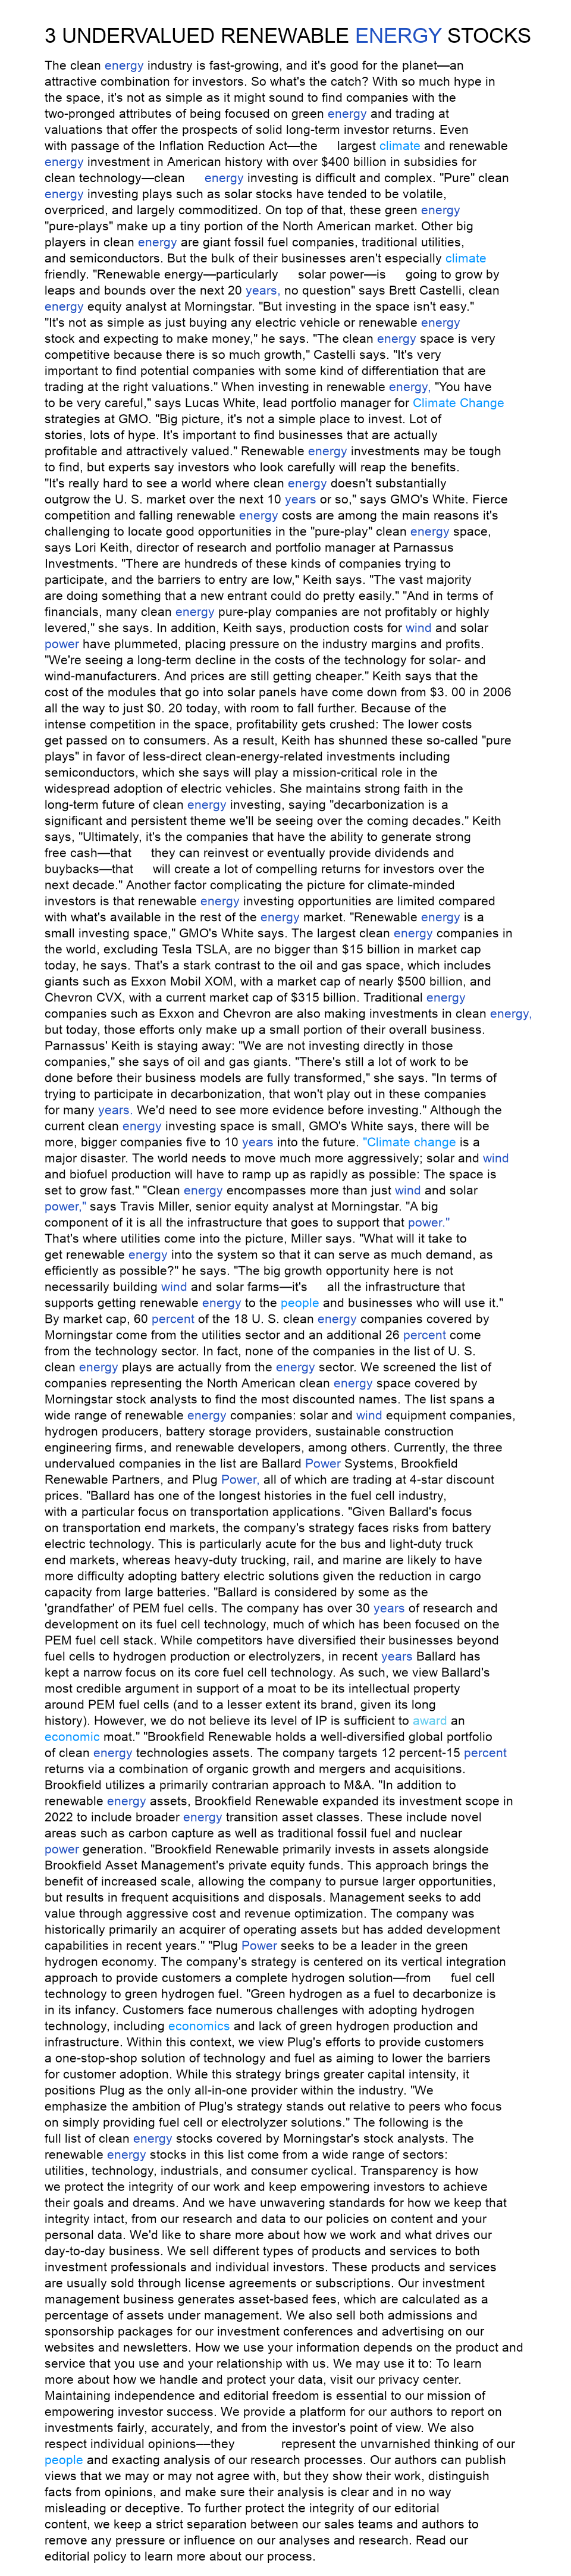 3 UNDERVALUED RENEWABLE ENERGY STOCKS
The clean energy industry is fast-growing, and it's good for the planet—an
attractive combination for investors. So what's the catch? With so much hype in
the space, it's not as simple as it might sound to find companies with the
two-pronged attributes of being focused on green energy and trading at
valuations that offer the prospects of solid long-term investor returns. Even
with passage of the Inflation Reduction Act—the largest climate and renewable
energy investment in American history with over $400 billion in subsidies for
clean technology—clean energy investing is difficult and complex. "Pure" clean
energy investing plays such as solar stocks have tended to be volatile,
overpriced, and largely commoditized. On top of that, these green energy
"pure-plays" make up a tiny portion of the North American market. Other big
players in clean energy are giant fossil fuel companies, traditional utilities,
and semiconductors. But the bulk of their businesses aren't especially climate
friendly. "Renewable energy—particularly solar power—is going to grow by
leaps and bounds over the next 20 years, no question" says Brett Castelli, clean
energy equity analyst at Morningstar. "But investing in the space isn't easy."
"It's not as simple as just buying any electric vehicle or renewable energy
stock and expecting to make money," he says. "The clean energy space is very
competitive because there is so much growth," Castelli says. "It's very
important to find potential companies with some kind of differentiation that are
trading at the right valuations." When investing in renewable energy, "You have
to be very careful," says Lucas White, lead portfolio manager for Climate Change
strategies at GMO. "Big picture, it's not a simple place to invest. Lot of
stories, lots of hype. It's important to find businesses that are actually
profitable and attractively valued." Renewable energy investments may be tough
to find, but experts say investors who look carefully will reap the benefits.
"It's really hard to see a world where clean energy doesn't substantially
outgrow the U. S. market over the next 10 years or so," says GMO's White. Fierce
competition and falling renewable energy costs are among the main reasons it's
challenging to locate good opportunities in the "pure-play" clean energy space,
says Lori Keith, director of research and portfolio manager at Parnassus
Investments. "There are hundreds of these kinds of companies trying to
participate, and the barriers to entry are low," Keith says. "The vast majority
are doing something that a new entrant could do pretty easily." "And in terms of
financials, many clean energy pure-play companies are not profitably or highly
levered," she says. In addition, Keith says, production costs for wind and solar
power have plummeted, placing pressure on the industry margins and profits.
"We're seeing a long-term decline in the costs of the technology for solar- and
wind-manufacturers. And prices are still getting cheaper." Keith says that the
cost of the modules that go into solar panels have come down from $3. 00 in 2006
all the way to just $0. 20 today, with room to fall further. Because of the
intense competition in the space, profitability gets crushed: The lower costs
get passed on to consumers. As a result, Keith has shunned these so-called "pure
plays" in favor of less-direct clean-energy-related investments including
semiconductors, which she says will play a mission-critical role in the
widespread adoption of electric vehicles. She maintains strong faith in the
long-term future of clean energy investing, saying "decarbonization is a
significant and persistent theme we'll be seeing over the coming decades." Keith
says, "Ultimately, it's the companies that have the ability to generate strong
free cash—that they can reinvest or eventually provide dividends and
buybacks—that will create a lot of compelling returns for investors over the
next decade." Another factor complicating the picture for climate-minded
investors is that renewable energy investing opportunities are limited compared
with what's available in the rest of the energy market. "Renewable energy is a
small investing space," GMO's White says. The largest clean energy companies in
the world, excluding Tesla TSLA, are no bigger than $15 billion in market cap
today, he says. That's a stark contrast to the oil and gas space, which includes
giants such as Exxon Mobil XOM, with a market cap of nearly $500 billion, and
Chevron CVX, with a current market cap of $315 billion. Traditional energy
companies such as Exxon and Chevron are also making investments in clean energy,
but today, those efforts only make up a small portion of their overall business.
Parnassus' Keith is staying away: "We are not investing directly in those
companies," she says of oil and gas giants. "There's still a lot of work to be
done before their business models are fully transformed," she says. "In terms of
trying to participate in decarbonization, that won't play out in these companies
for many years. We'd need to see more evidence before investing." Although the
current clean energy investing space is small, GMO's White says, there will be
more, bigger companies five to 10 years into the future. "Climate change is a
major disaster. The world needs to move much more aggressively; solar and wind
and biofuel production will have to ramp up as rapidly as possible: The space is
set to grow fast." "Clean energy encompasses more than just wind and solar
power," says Travis Miller, senior equity analyst at Morningstar. "A big
component of it is all the infrastructure that goes to support that power."
That's where utilities come into the picture, Miller says. "What will it take to
get renewable energy into the system so that it can serve as much demand, as
efficiently as possible?" he says. "The big growth opportunity here is not
necessarily building wind and solar farms—it's all the infrastructure that
supports getting renewable energy to the people and businesses who will use it."
By market cap, 60 percent of the 18 U. S. clean energy companies covered by
Morningstar come from the utilities sector and an additional 26 percent come
from the technology sector. In fact, none of the companies in the list of U. S.
clean energy plays are actually from the energy sector. We screened the list of
companies representing the North American clean energy space covered by
Morningstar stock analysts to find the most discounted names. The list spans a
wide range of renewable energy companies: solar and wind equipment companies,
hydrogen producers, battery storage providers, sustainable construction
engineering firms, and renewable developers, among others. Currently, the three
undervalued companies in the list are Ballard Power Systems, Brookfield
Renewable Partners, and Plug Power, all of which are trading at 4-star discount
prices. "Ballard has one of the longest histories in the fuel cell industry,
with a particular focus on transportation applications. "Given Ballard's focus
on transportation end markets, the company's strategy faces risks from battery
electric technology. This is particularly acute for the bus and light-duty truck
end markets, whereas heavy-duty trucking, rail, and marine are likely to have
more difficulty adopting battery electric solutions given the reduction in cargo
capacity from large batteries. "Ballard is considered by some as the
'grandfather' of PEM fuel cells. The company has over 30 years of research and
development on its fuel cell technology, much of which has been focused on the
PEM fuel cell stack. While competitors have diversified their businesses beyond
fuel cells to hydrogen production or electrolyzers, in recent years Ballard has
kept a narrow focus on its core fuel cell technology. As such, we view Ballard's
most credible argument in support of a moat to be its intellectual property
around PEM fuel cells (and to a lesser extent its brand, given its long
history). However, we do not believe its level of IP is sufficient to award an
economic moat." "Brookfield Renewable holds a well-diversified global portfolio
of clean energy technologies assets. The company targets 12 percent-15 percent
returns via a combination of organic growth and mergers and acquisitions.
Brookfield utilizes a primarily contrarian approach to M&A. "In addition to
renewable energy assets, Brookfield Renewable expanded its investment scope in
2022 to include broader energy transition asset classes. These include novel
areas such as carbon capture as well as traditional fossil fuel and nuclear
power generation. "Brookfield Renewable primarily invests in assets alongside
Brookfield Asset Management's private equity funds. This approach brings the
benefit of increased scale, allowing the company to pursue larger opportunities,
but results in frequent acquisitions and disposals. Management seeks to add
value through aggressive cost and revenue optimization. The company was
historically primarily an acquirer of operating assets but has added development
capabilities in recent years." "Plug Power seeks to be a leader in the green
hydrogen economy. The company's strategy is centered on its vertical integration
approach to provide customers a complete hydrogen solution—from fuel cell
technology to green hydrogen fuel. "Green hydrogen as a fuel to decarbonize is
in its infancy. Customers face numerous challenges with adopting hydrogen
technology, including economics and lack of green hydrogen production and
infrastructure. Within this context, we view Plug's efforts to provide customers
a one-stop-shop solution of technology and fuel as aiming to lower the barriers
for customer adoption. While this strategy brings greater capital intensity, it
positions Plug as the only all-in-one provider within the industry. "We
emphasize the ambition of Plug's strategy stands out relative to peers who focus
on simply providing fuel cell or electrolyzer solutions." The following is the
full list of clean energy stocks covered by Morningstar's stock analysts. The
renewable energy stocks in this list come from a wide range of sectors:
utilities, technology, industrials, and consumer cyclical. Transparency is how
we protect the integrity of our work and keep empowering investors to achieve
their goals and dreams. And we have unwavering standards for how we keep that
integrity intact, from our research and data to our policies on content and your
personal data. We'd like to share more about how we work and what drives our
day-to-day business. We sell different types of products and services to both
investment professionals and individual investors. These products and services
are usually sold through license agreements or subscriptions. Our investment
management business generates asset-based fees, which are calculated as a
percentage of assets under management. We also sell both admissions and
sponsorship packages for our investment conferences and advertising on our
websites and newsletters. How we use your information depends on the product and
service that you use and your relationship with us. We may use it to: To learn
more about how we handle and protect your data, visit our privacy center.
Maintaining independence and editorial freedom is essential to our mission of
empowering investor success. We provide a platform for our authors to report on
investments fairly, accurately, and from the investor's point of view. We also
respect individual opinions––they represent the unvarnished thinking of our
people and exacting analysis of our research processes. Our authors can publish
views that we may or may not agree with, but they show their work, distinguish
facts from opinions, and make sure their analysis is clear and in no way
misleading or deceptive. To further protect the integrity of our editorial
content, we keep a strict separation between our sales teams and authors to
remove any pressure or influence on our analyses and research. Read our
editorial policy to learn more about our process.